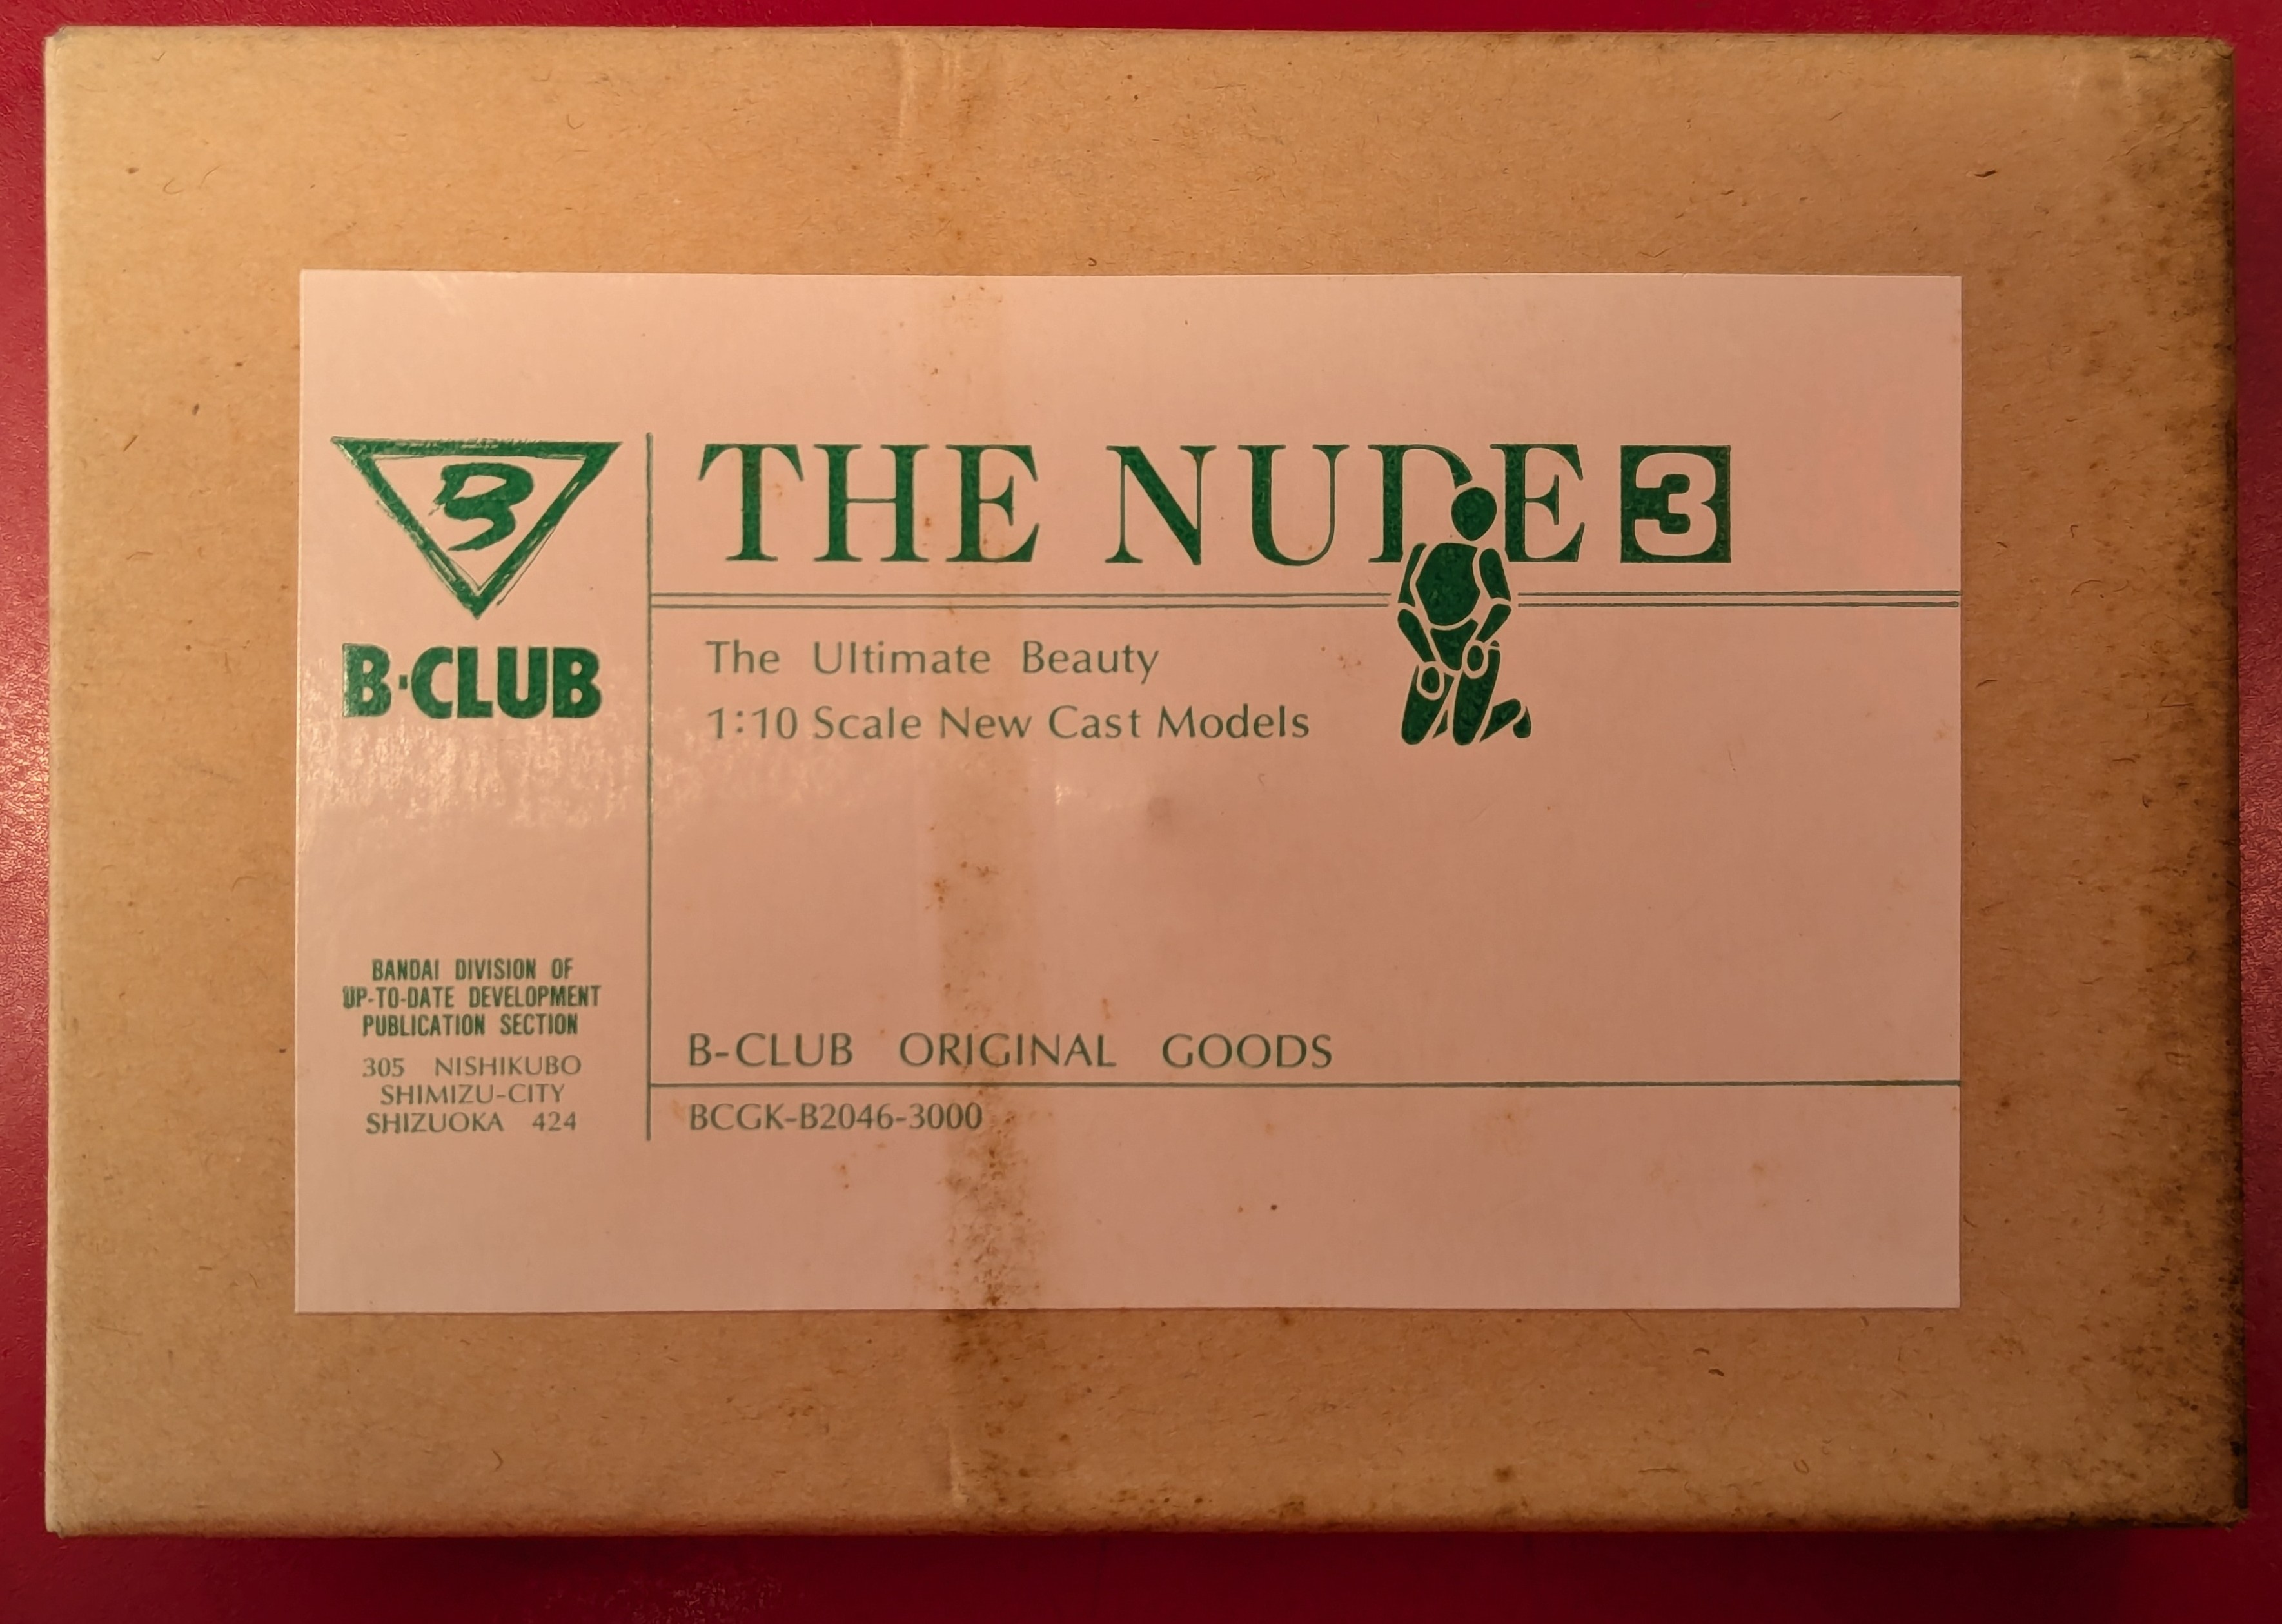 B
B·CLUB
BANDAI DIVISION OF
UP-TO-DATE DEVELOPMENT
PUBLICATION SECTION
305 NISHIKUBO
SHIMIZU-CITY
SHIZUOKA 424
THE NUDE 3
The Ultimate Beauty
1:10 Scale New Cast Models
B-CLUB ORIGINAL GOODS
BCGK-B2046-3000